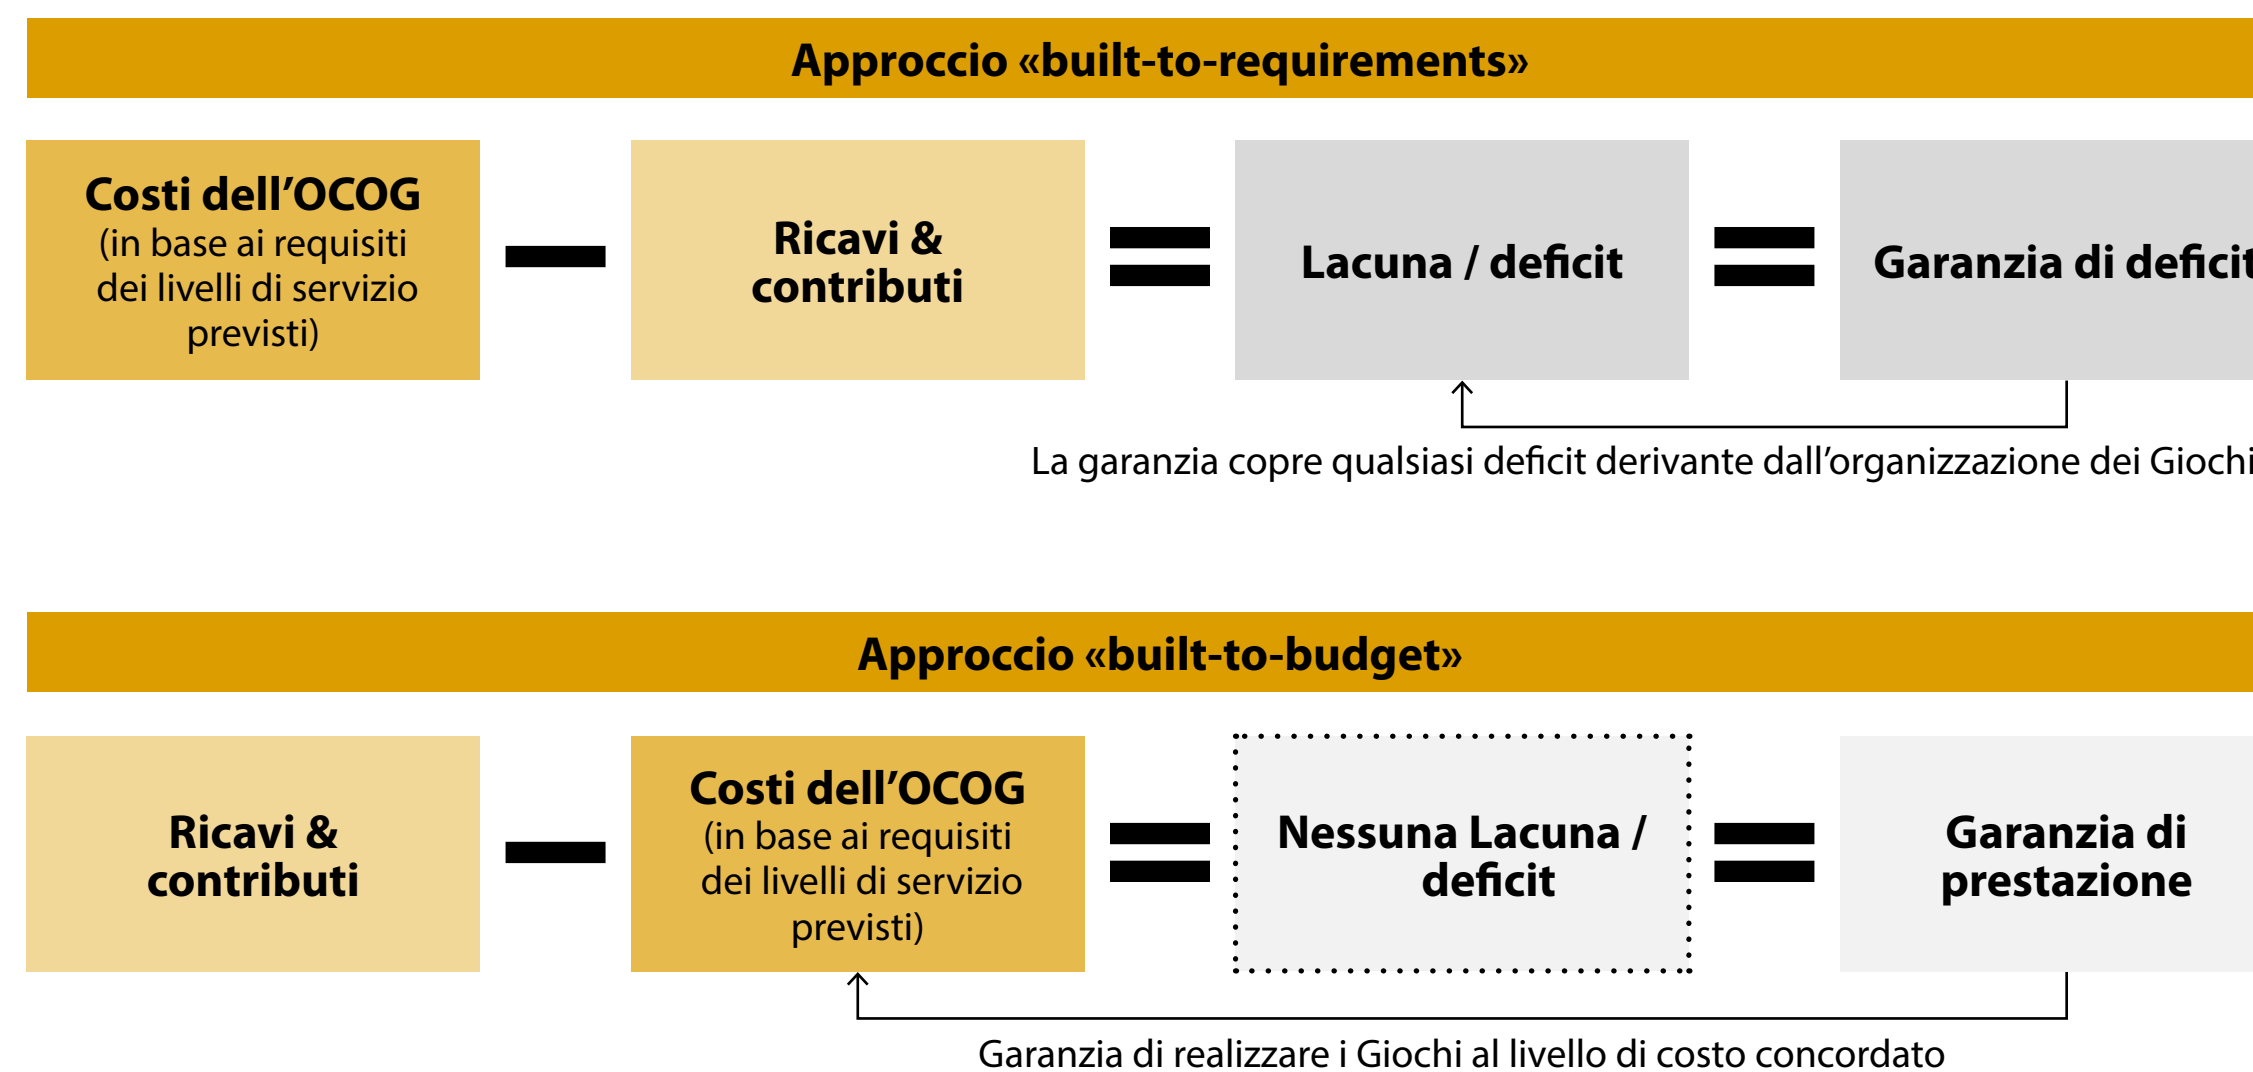 Approccio «built-to-requirements»
Costi dell’OCOG
(in base ai requisiti
dei livelli di servizio
previsti)
Ricavi &
contributi
Lacuna / deficit
Garanzia di deficit
La garanzia copre qualsiasi deficit derivante dall’organizzazione dei Giochi
Approccio «built-to-budget»
Ricavi &
contributi
Costi dell’OCOG
(in base ai requisiti
dei livelli di servizio
previsti)
Nessuna Lacuna /
deficit
Garanzia di
prestazione
Garanzia di realizzare i Giochi al livello di costo concordato